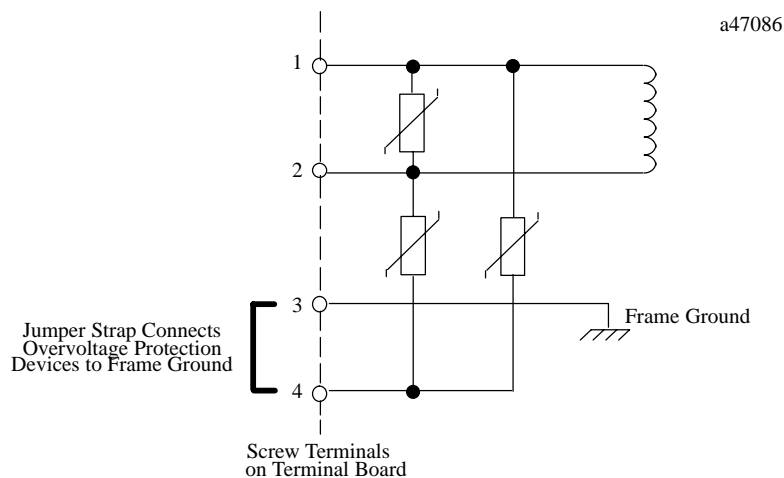 a47086
1
2
3
Jumper Strap Connects
Overvoltage Protection
Devices to Frame Ground
Frame Ground
4
Screw Terminals
on Terminal Board